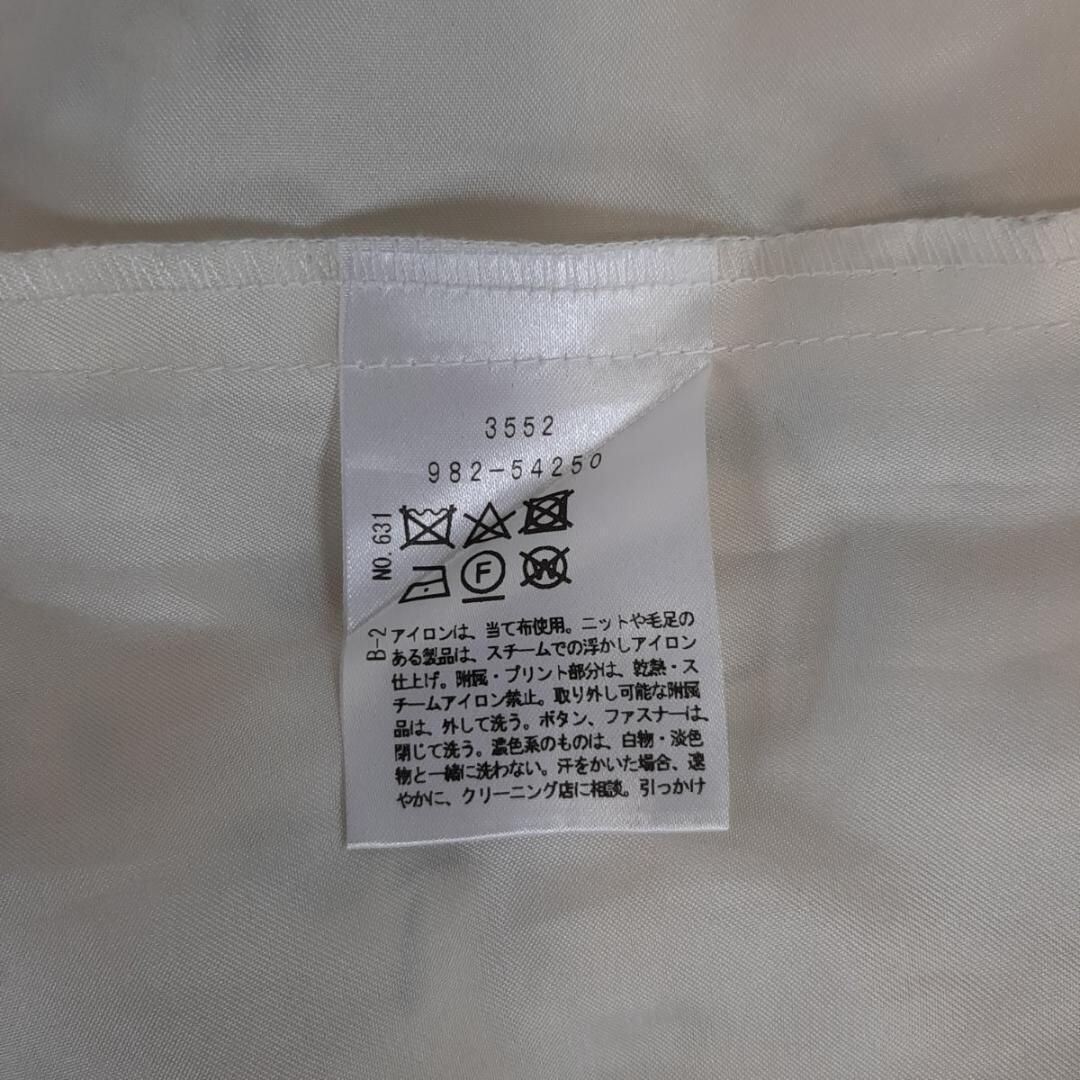 3552
982-54250
NO.631
F
W
B-2
アイロンは、当て布使用。ニットや毛足の
ある製品は、スチームでの浮かしアイロン
仕上げ。附属・プリント部分は、乾熱・ス
チームアイロン禁止。取り外し可能な附属
品は、外して洗う。ボタン、ファスナーは、
閉じて洗う。濃色系のものは、白物・淡色
物と一緒に洗わない。汗をかいた場合、速
やかに、クリーニング店に相談。引っかけ